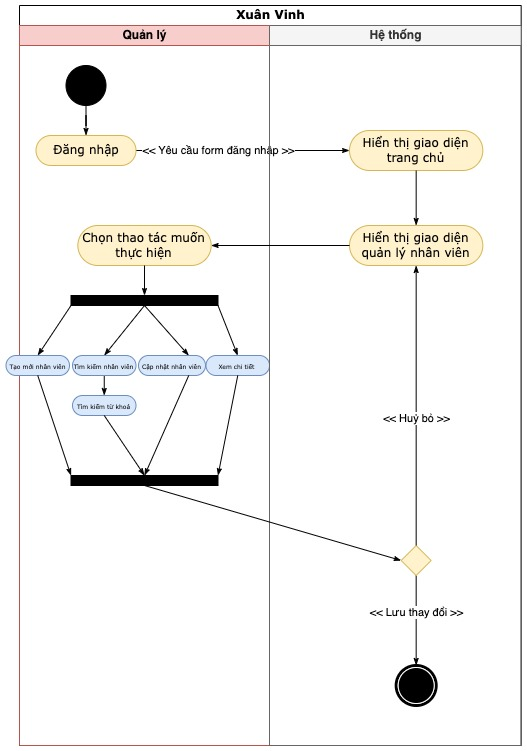 Xuân Vinh
Quản lý
Hệ thống
Đăng nhập
<< Yêu cầu form đăng nhập >>
Hiển thị giao diện
trang chủ
Chọn thao tác muốn
thực hiện
Hiển thị giao diện
quản lý nhân viên
Tạo mới nhân viên
Tìm kiếm nhân viên
Cập nhật nhân viên
Xem chi tiết
Tìm kiếm từ khoá
<< Huỷ bỏ >>
<< Lưu thay đổi >>